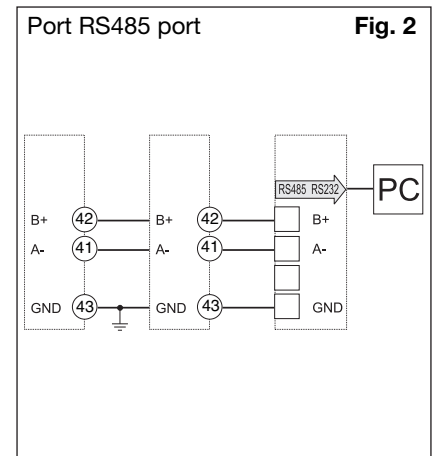 Port RS485 port Fig. 2
RS485 RS232 PC
B+ 42 B+ 42 B+
A- 41 A- 41 A-
GND 43 GND 43 GND